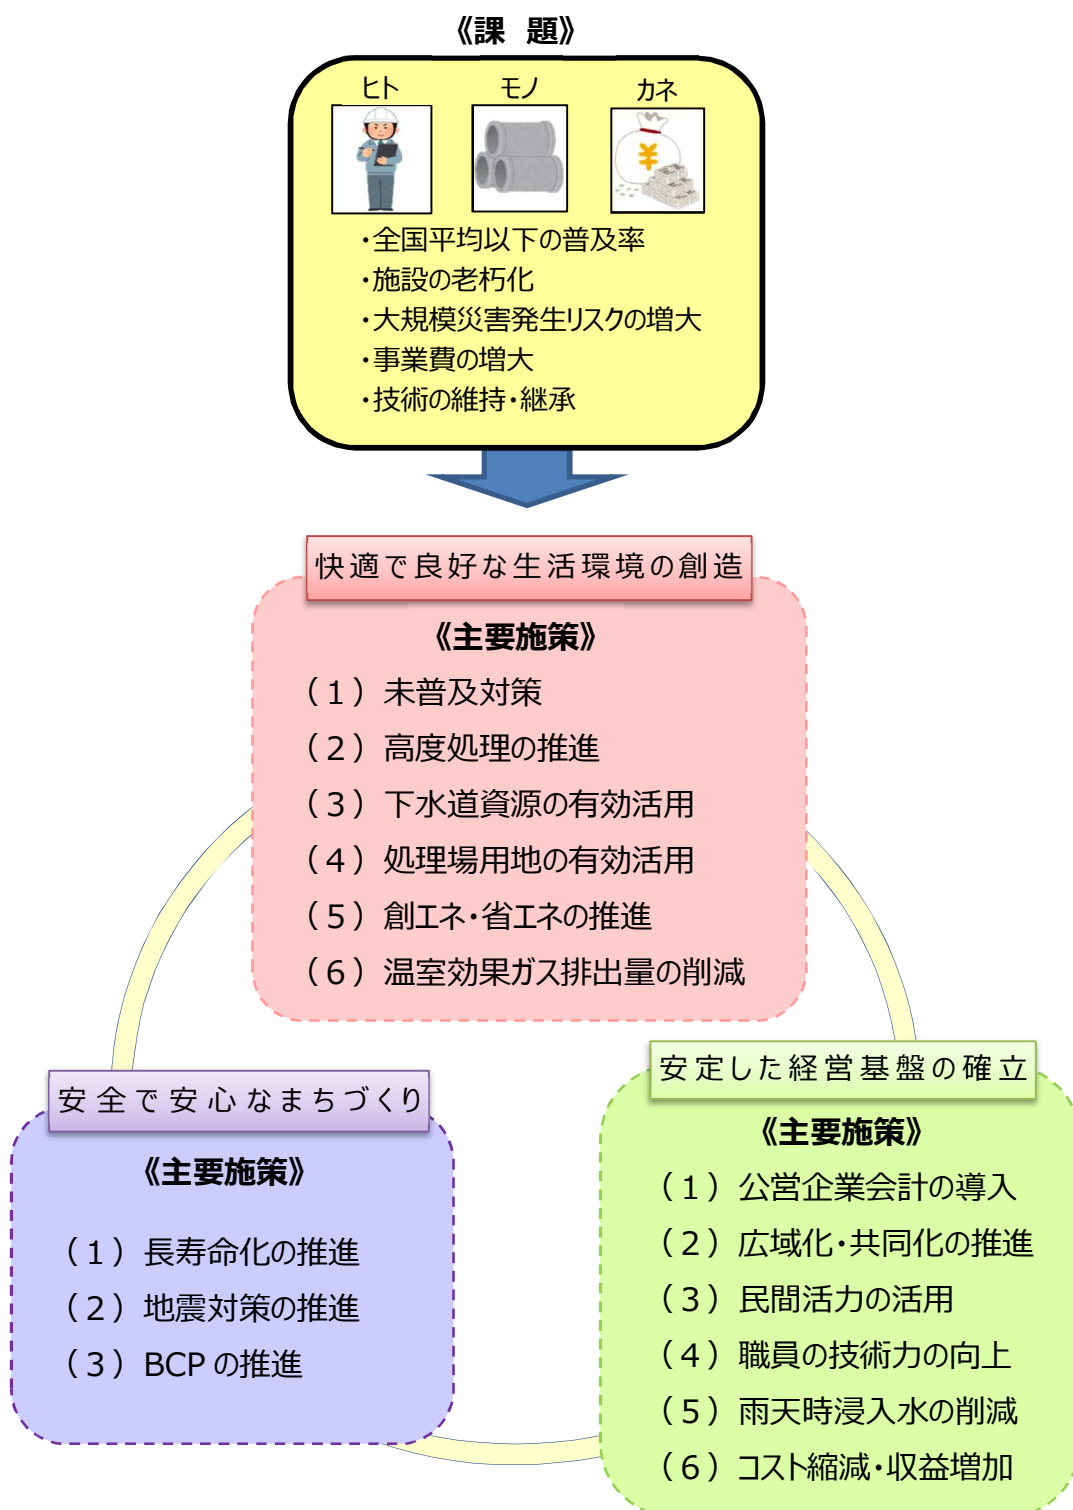 《課 題》
ヒト モノ カネ
¥
・全国平均以下の普及率
・施設の老朽化
・大規模災害発生リスクの増大
・事業費の増大
・技術の維持・継承
快適で良好な生活環境の創造
《主要施策》
（１）未普及対策
（２）高度処理の推進
（３）下水道資源の有効活用
（４）処理場用地の有効活用
（５）創エネ・省エネの推進
（６）温室効果ガス排出量の削減
安全で安心なまちづくり
《主要施策》
（１）長寿命化の推進
（２）地震対策の推進
（３）BCP の推進
安定した経営基盤の確立
《主要施策》
（１）公営企業会計の導入
（２）広域化・共同化の推進
（３）民間活力の活用
（４）職員の技術力の向上
（５）雨天時浸入水の削減
（６）コスト縮減・収益増加